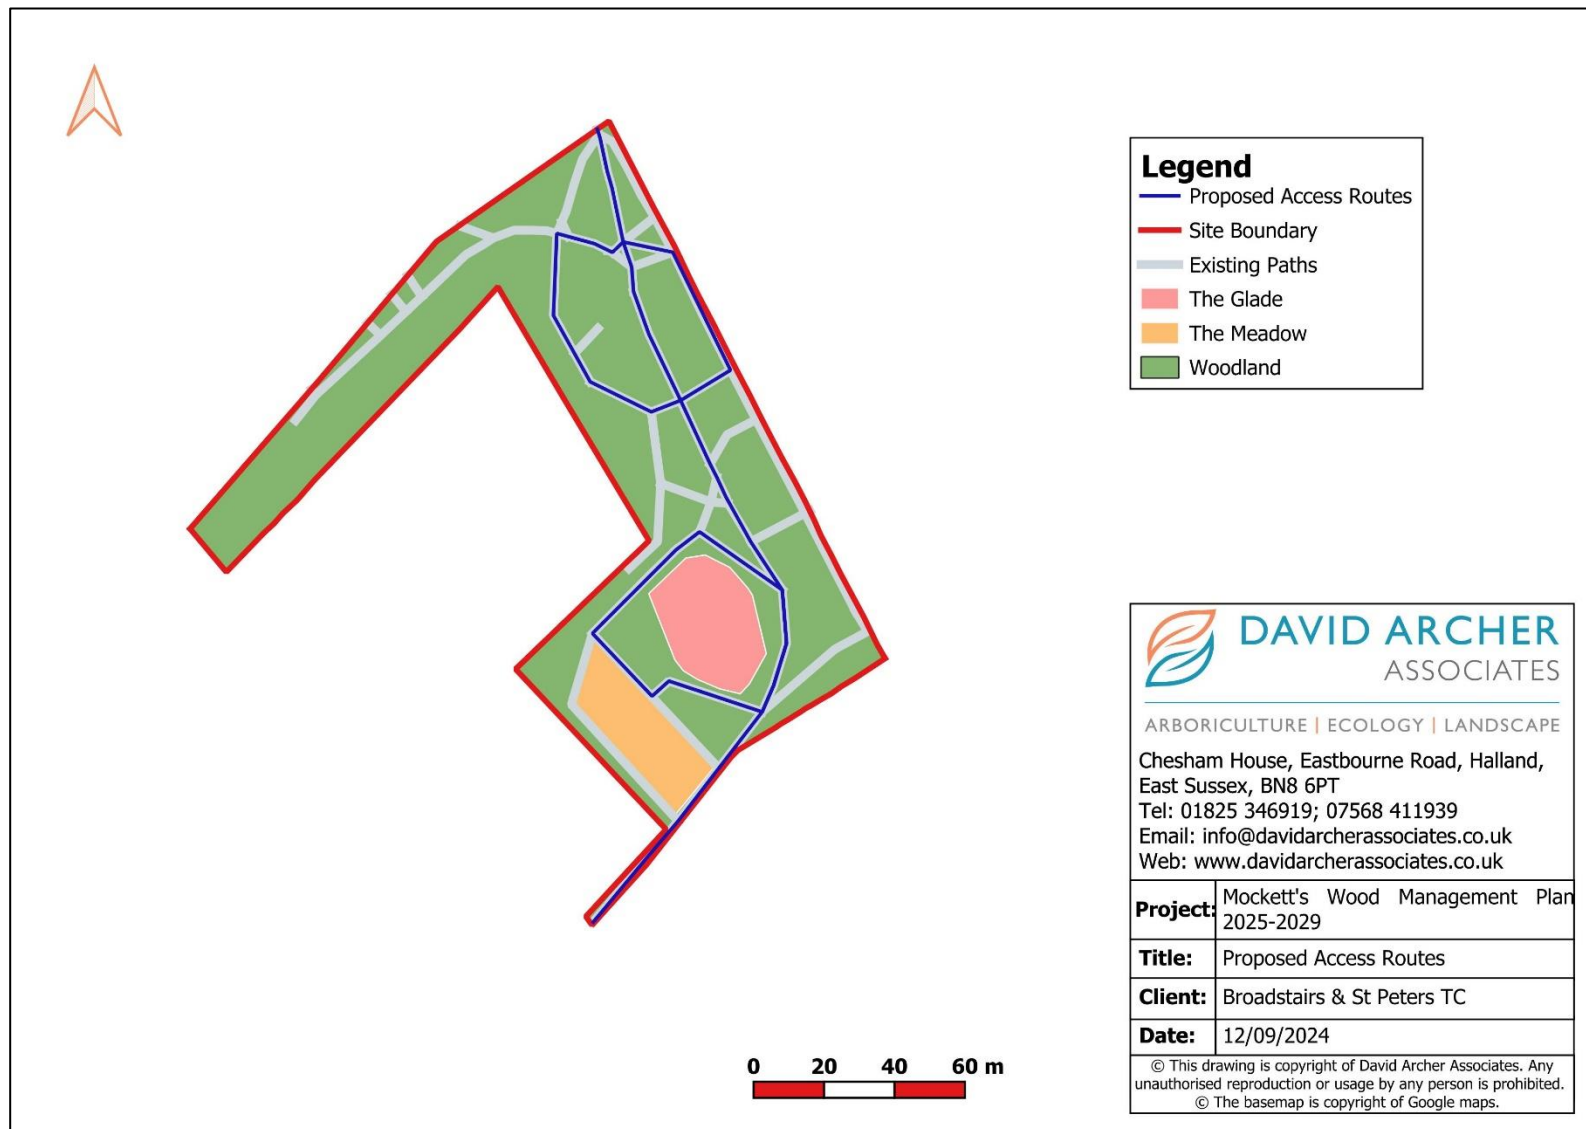 Legend
Proposed Access Routes
Site Boundary
Existing Paths
The Glade
The Meadow
Woodland
DAVID ARCHER
ASSOCIATES
ARBORICULTURE | ECOLOGY | LANDSCAPE
Chesham House, Eastbourne Road, Halland,
East Sussex, BN8 6PT
Tel: 01825 346919; 07568 411939
Email: info@davidarcherassociates.co.uk
Web: www.davidarcherassociates.co.uk
Project: Mockett's Wood Management Plan
2025-2029
Title: Proposed Access Routes
Client: Broadstairs & St Peters TC
Date: 12/09/2024
© This drawing is copyright of David Archer Associates. Any
unauthorised reproduction or usage by any person is prohibited.
© The basemap is copyright of Google maps.
0 20 40 60 m